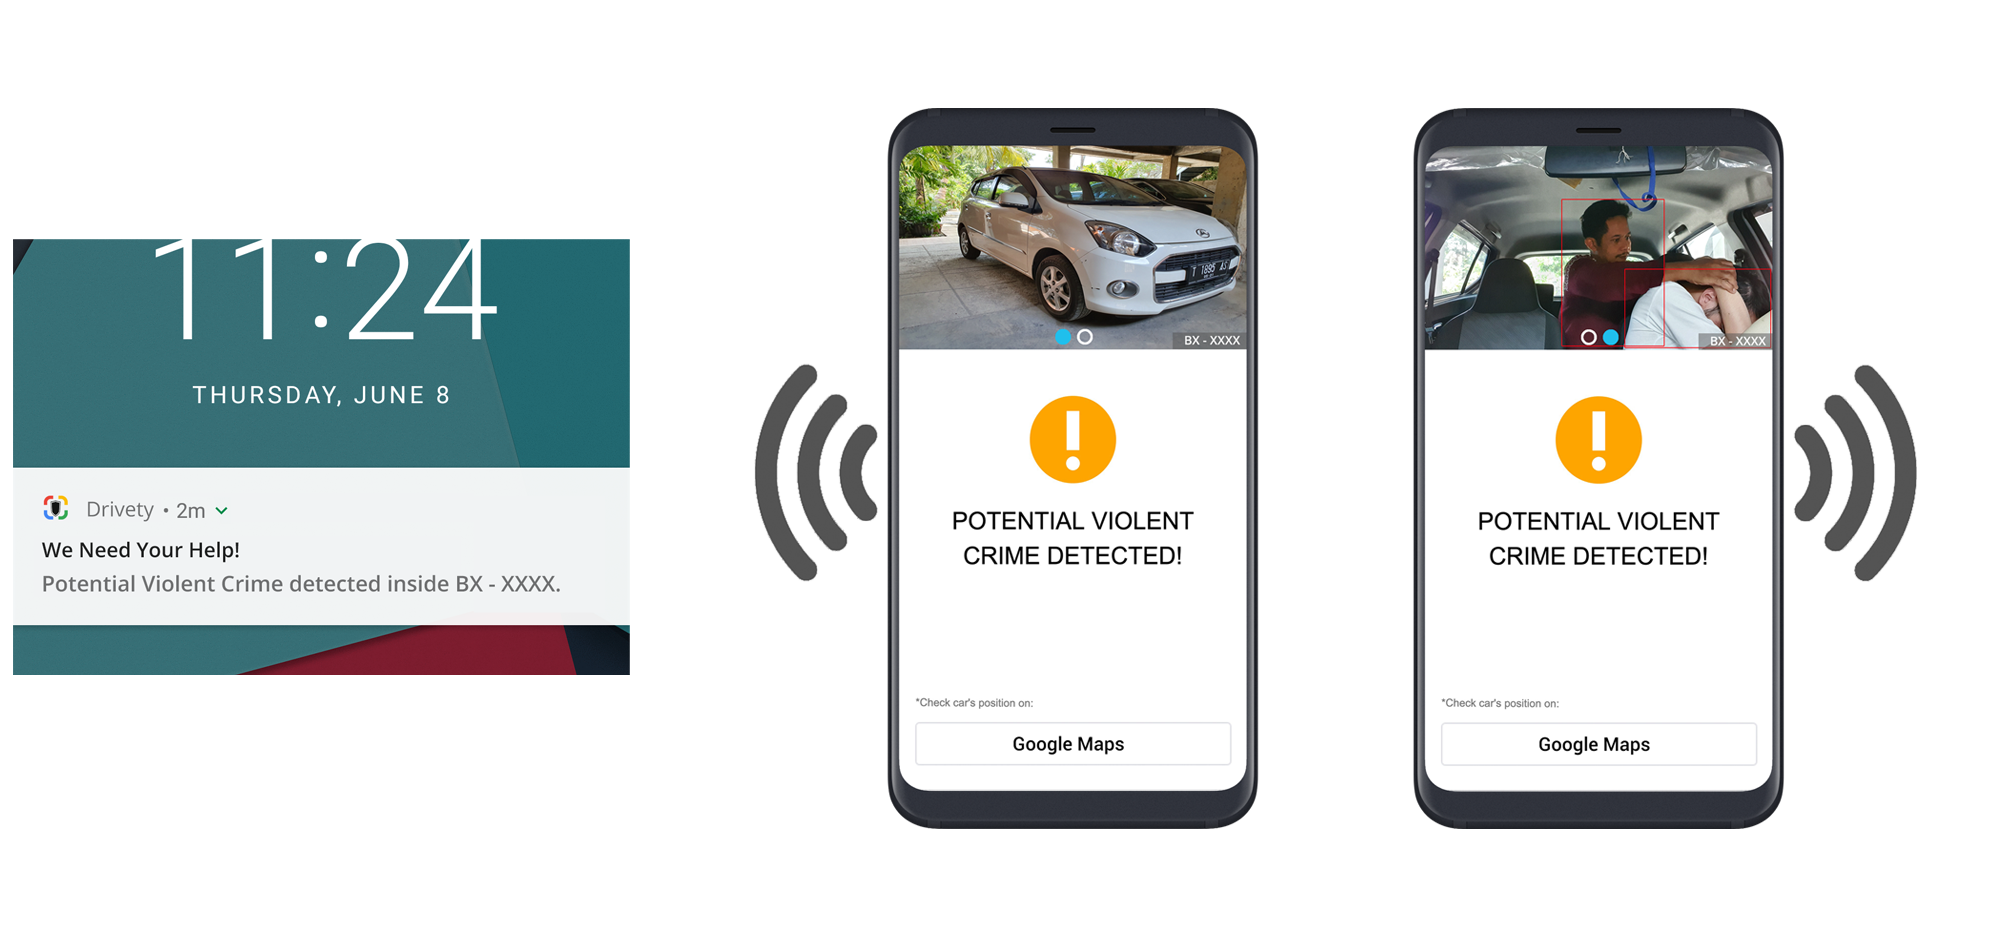 11:24
THURSDAY, JUNE 8
Drivety • 2m
We Need Your Help!
Potential Violent Crime detected inside BX - XXXX.
T 1895 AS
BX - XXXX
POTENTIAL VIOLENT
CRIME DETECTED!
*Check car's position on:
Google Maps
BX - XXXX
POTENTIAL VIOLENT
CRIME DETECTED!
*Check car's position on:
Google Maps